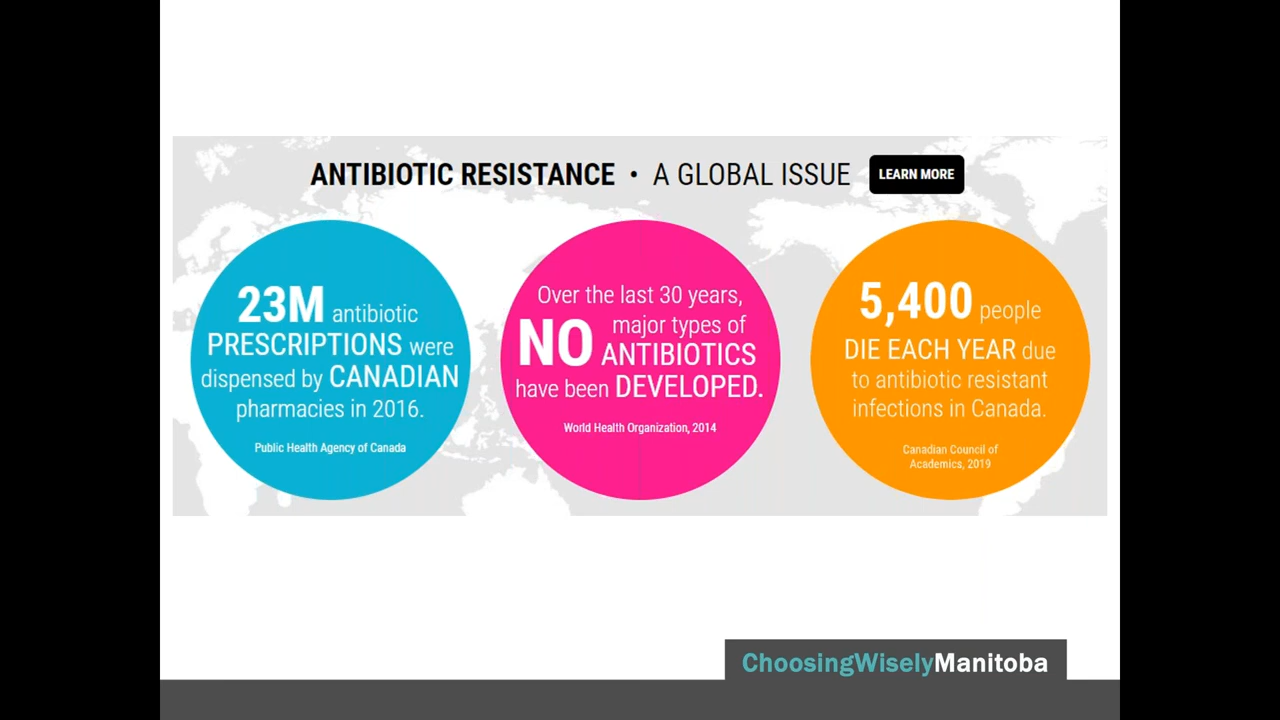 ANTIBIOTIC RESISTANCE • A GLOBAL ISSUE
LEARN MORE
23M antibiotic
PRESCRIPTIONS were
dispensed by CANADIAN
pharmacies in 2016.
Public Health Agency of Canada
Over the last 30 years,
NO major types of
ANTIBIOTICS
have been DEVELOPED.
World Health Organization, 2014
5,400 people
DIE EACH YEAR due
to antibiotic resistant
infections in Canada.
Canadian Council of
Academics, 2019
ChoosingWiselyManitoba